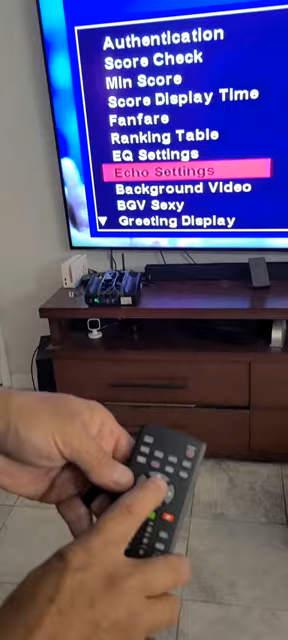 Authentication
Score Check
Min Score
Score Display Time
Fanfare
Ranking Table
EQ Settings
Echo Settings
Background Video
BGV Sexy
Greeting Display